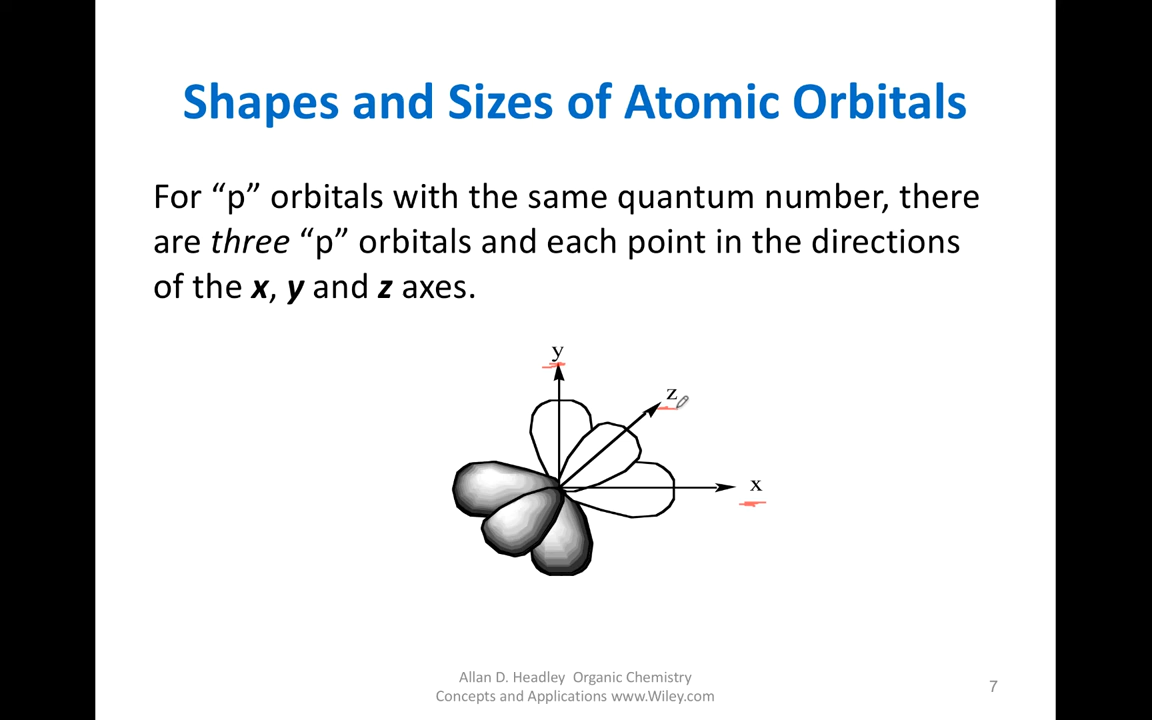 Shapes and Sizes of Atomic Orbitals
For “p” orbitals with the same quantum number, there
are three “p” orbitals and each point in the directions
of the x, y and z axes.
y
z
x
Allan D. Headley  Organic Chemistry
Concepts and Applications www.Wiley.com
7